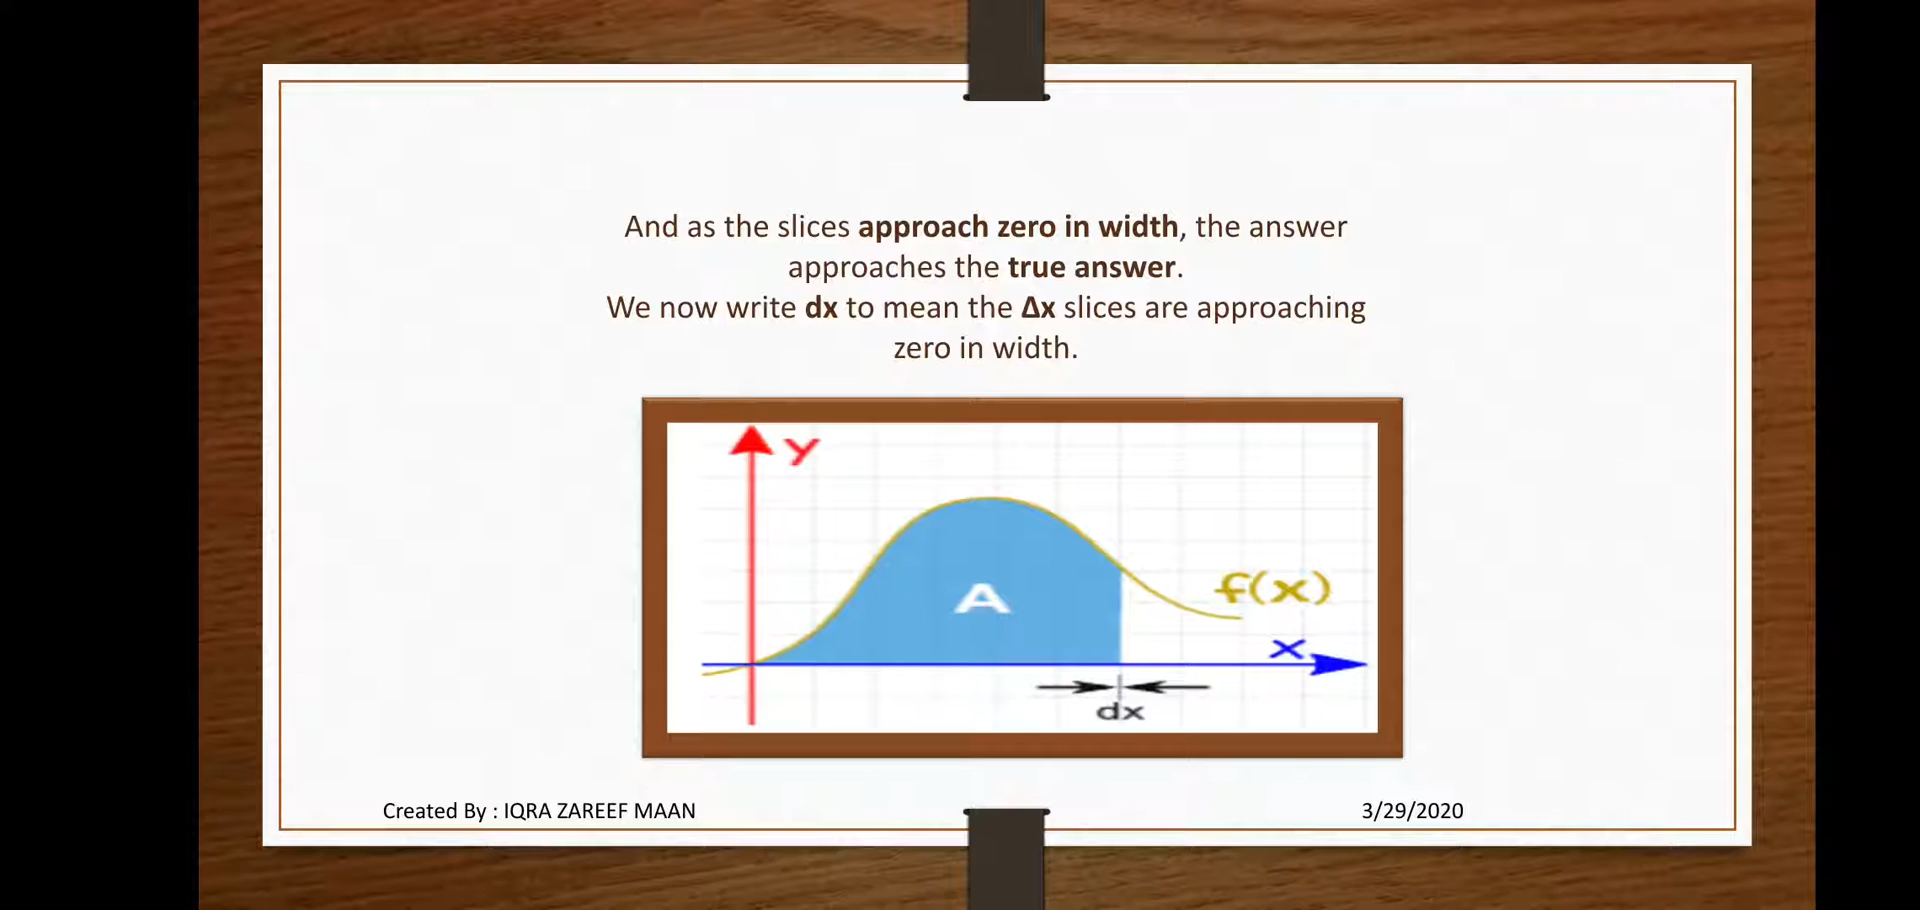 And as the slices approach zero in width, the answer
approaches the true answer.
We now write dx to mean the Δx slices are approaching
zero in width.
y
A
f(x)
x
dx
Created By : IQRA ZAREEF MAAN
3/29/2020